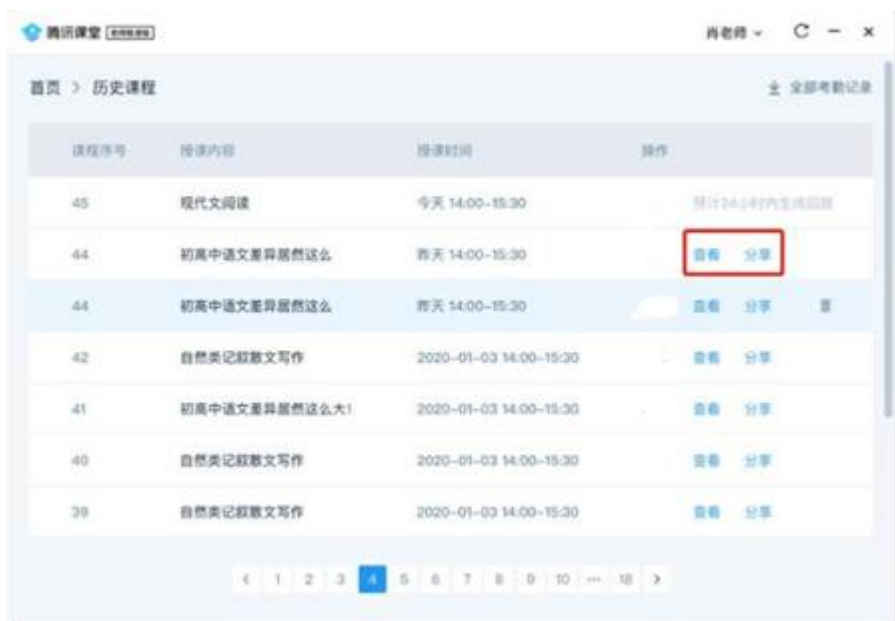 腾讯课堂 老师极速版 肖老师
首页 > 历史课程 全部考勤记录
课程序号 授课内容 授课时间 操作
45 现代文阅读 今天 14:00-15:30 预计24小时内生成回放
44 初高中语文差异居然这么 昨天 14:00-15:30 查看 分享
44 初高中语文差异居然这么 昨天 14:00-15:30 查看 分享
42 自然类记叙散文写作 2020-01-03 14:00-15:30 查看 分享
41 初高中语文差异居然这么大! 2020-01-03 14:00-15:30 查看 分享
40 自然类记叙散文写作 2020-01-03 14:00-15:30 查看 分享
39 自然类记叙散文写作 2020-01-03 14:00-15:30 查看 分享
< 1 2 3 4 5 6 7 8 9 10 ··· 18 >